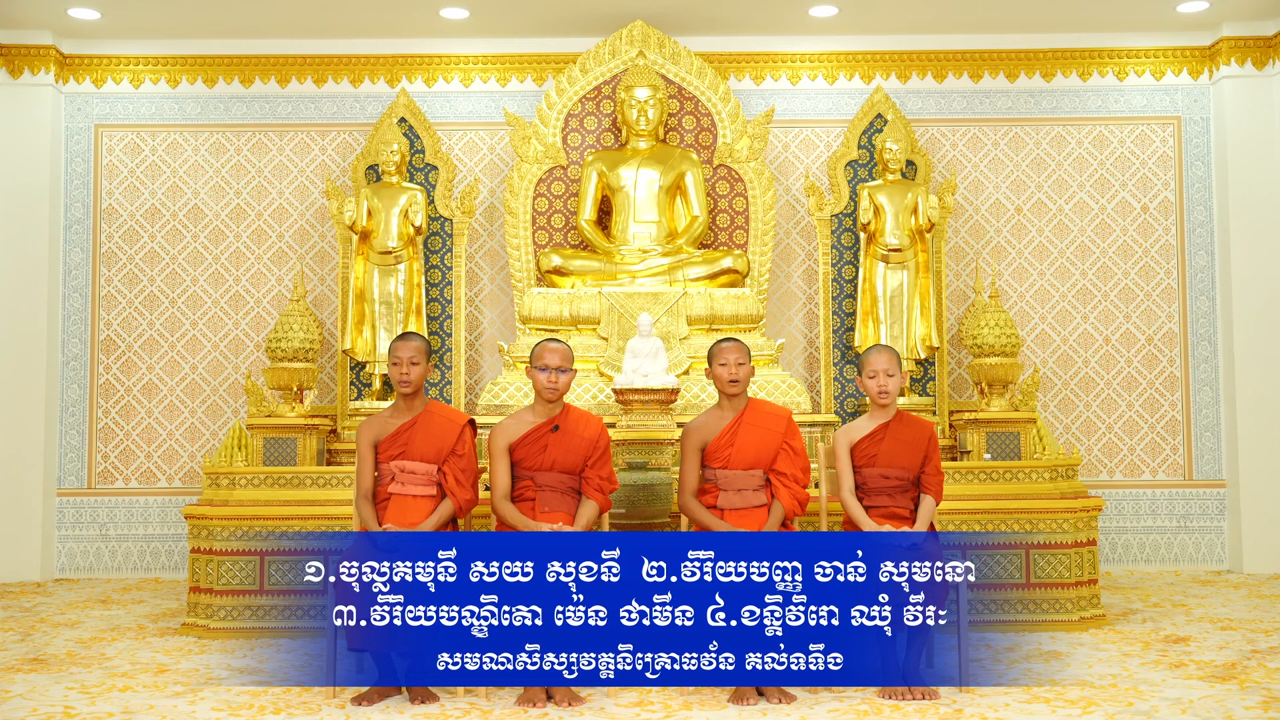 ១.ចុល្លគមុនី សយ សុខនី ២.វីរិយបញ្ញ ចាន់ សុមនោ
៣.វីរិយបណ្ឌិតោ ម៉េន ថាមីន ៤.ខន្តិវិរោ ឈុំ វីរៈ
សមណសិស្សវត្តនិគ្រោធវ័ន គល់ទទឹង